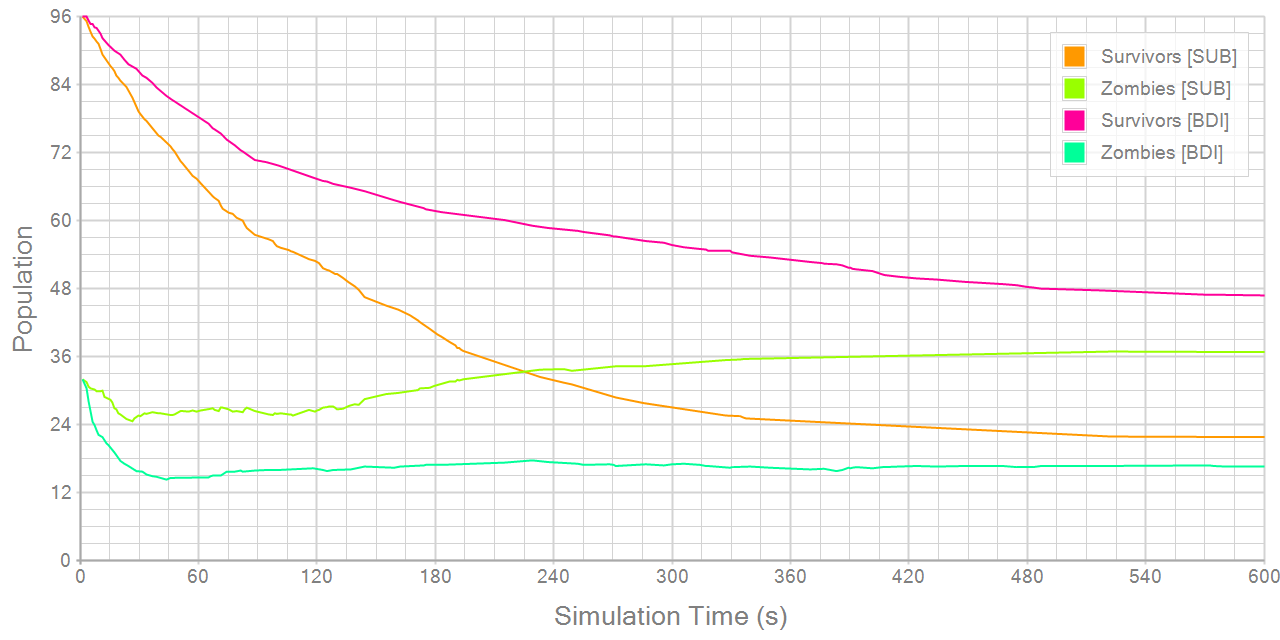 96
84
72
60
48
36
24
12
0
Population
0 60 120 180 240 300 360 420 480 540 600
Simulation Time (s)
Survivors [SUB]
Zombies [SUB]
Survivors [BDI]
Zombies [BDI]